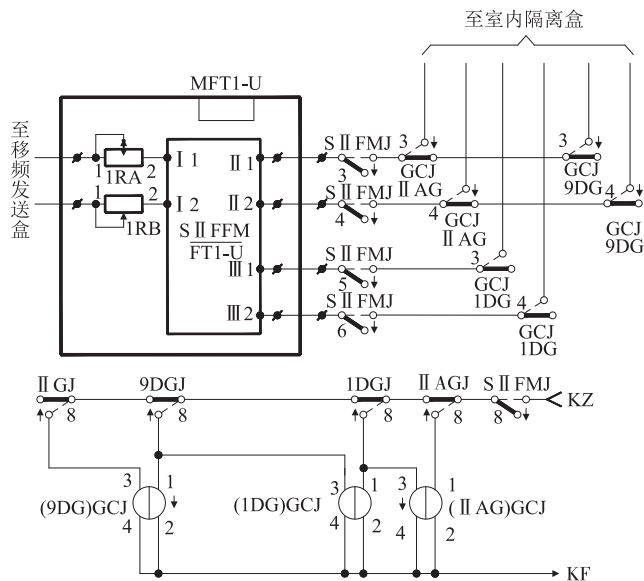 至室内隔离盒
MFT1-U
至移频发送盒
1 2
1RA
1 2
1RB
Ⅰ1
Ⅰ2
SⅡFFM
FT1-U
Ⅱ1
Ⅱ2
Ⅲ1
Ⅲ2
SⅡFMJ
3
SⅡFMJ
4
SⅡFMJ
5
SⅡFMJ
6
3
GCJ
ⅡAG
4
GCJ
ⅡAG
3
GCJ
1DG
4
GCJ
1DG
3
GCJ
9DG
4
GCJ
9DG
ⅡGJ
8
9DGJ
8
1DGJ
8
ⅡAGJ
8
SⅡFMJ
8
KZ
(9DG)GCJ
3 1
4 2
(1DG)GCJ
3 1
4 2
3 1
4 2
(ⅡAG)GCJ
KF